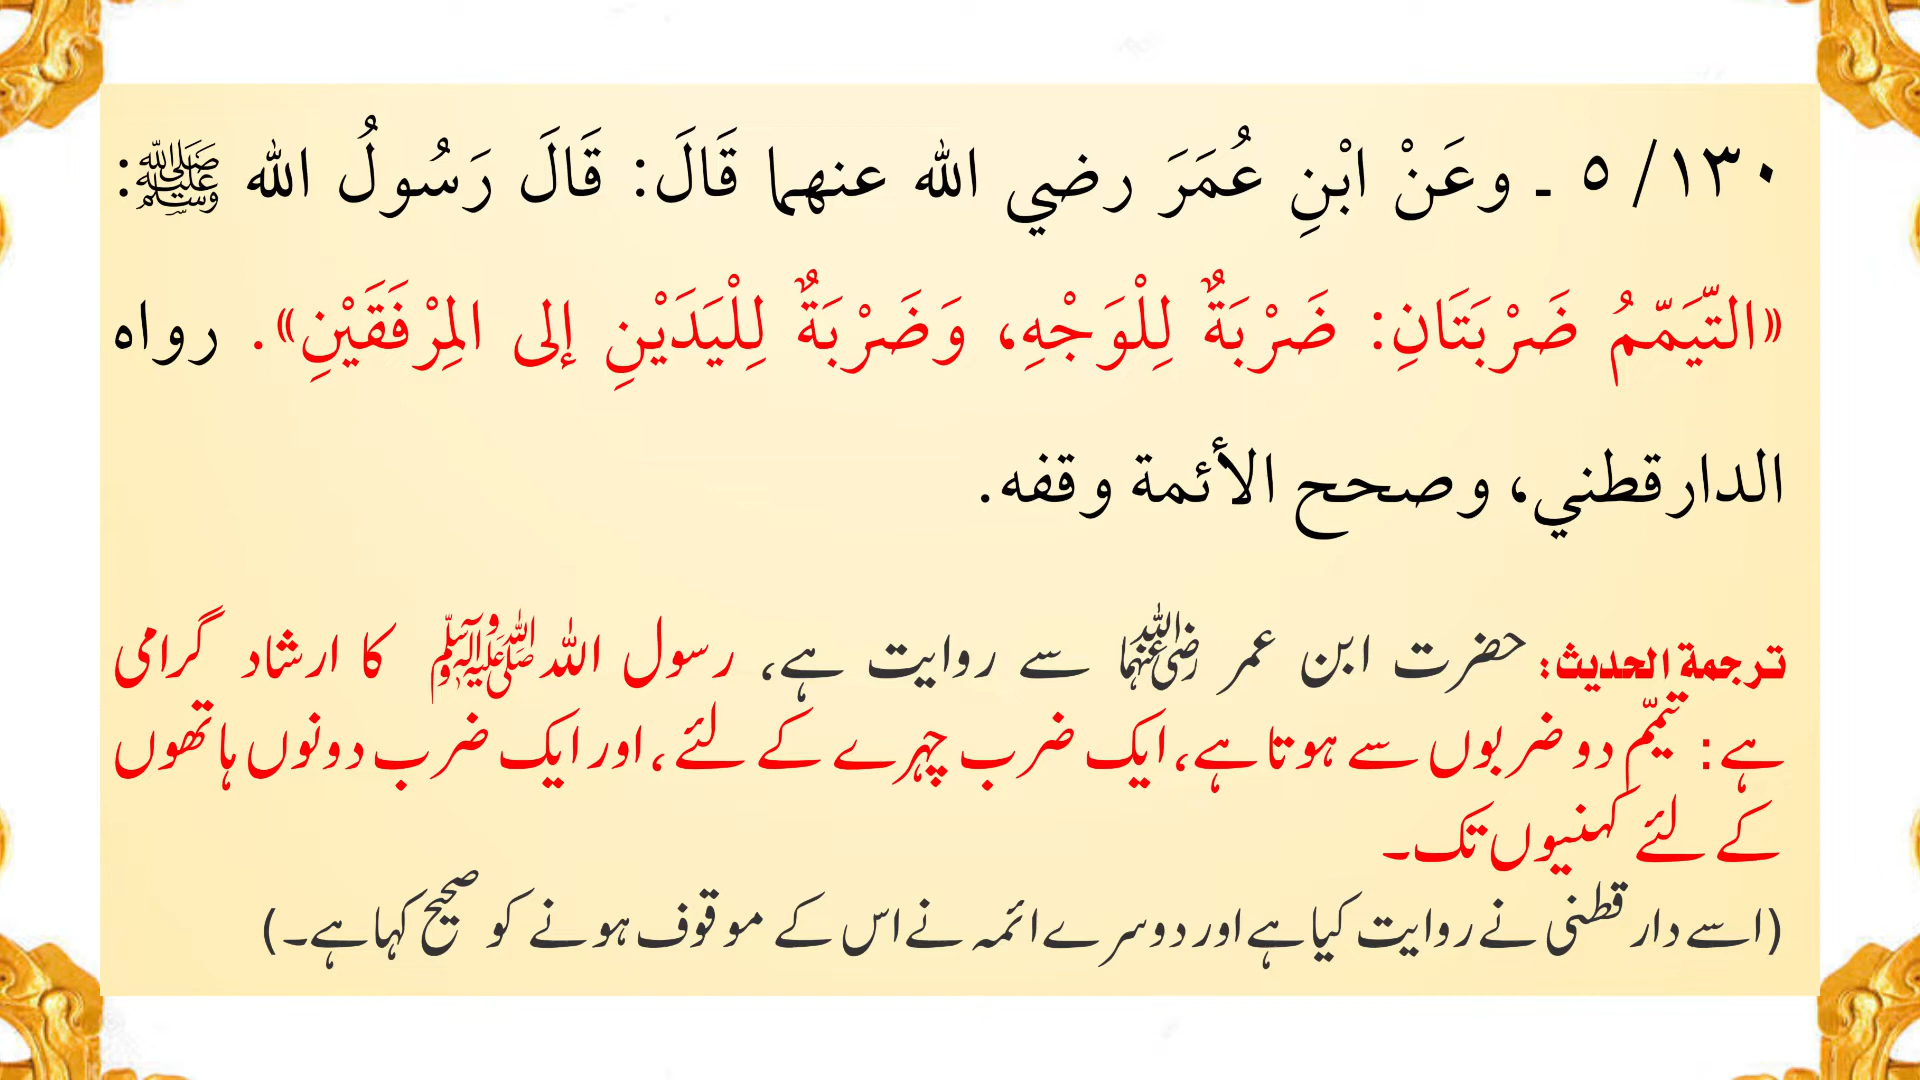 ١٣٠/ ٥ ـ وعَنْ ابْنِ عُمَرَ رضي الله عنهما قَالَ: قَالَ رَسُولُ الله ﷺ:
«التّيَمّمُ ضَرْبَتَانِ: ضَرْبَةٌ لِلْوَجْهِ، وَضَرْبَةٌ لِلْيَدَيْنِ إلى المِرْفَقَيْنِ». رواه
الدارقطني، وصحح الأئمة وقفه.
ترجمة الحديث: حضرت ابن عمر رضی اللہ عنہما سے روایت ہے، رسول اللہ ﷺ کا ارشاد گرامی
ہے: تیمّم دو ضربوں سے ہوتا ہے، ایک ضرب چہرے کے لئے، اور ایک ضرب دونوں ہاتھوں
کے لئے کہنیوں تک۔
(اسے دار قطنی نے روایت کیا ہے اور دوسرے ائمہ نے اس کے موقوف ہونے کو صحیح کہا ہے۔)